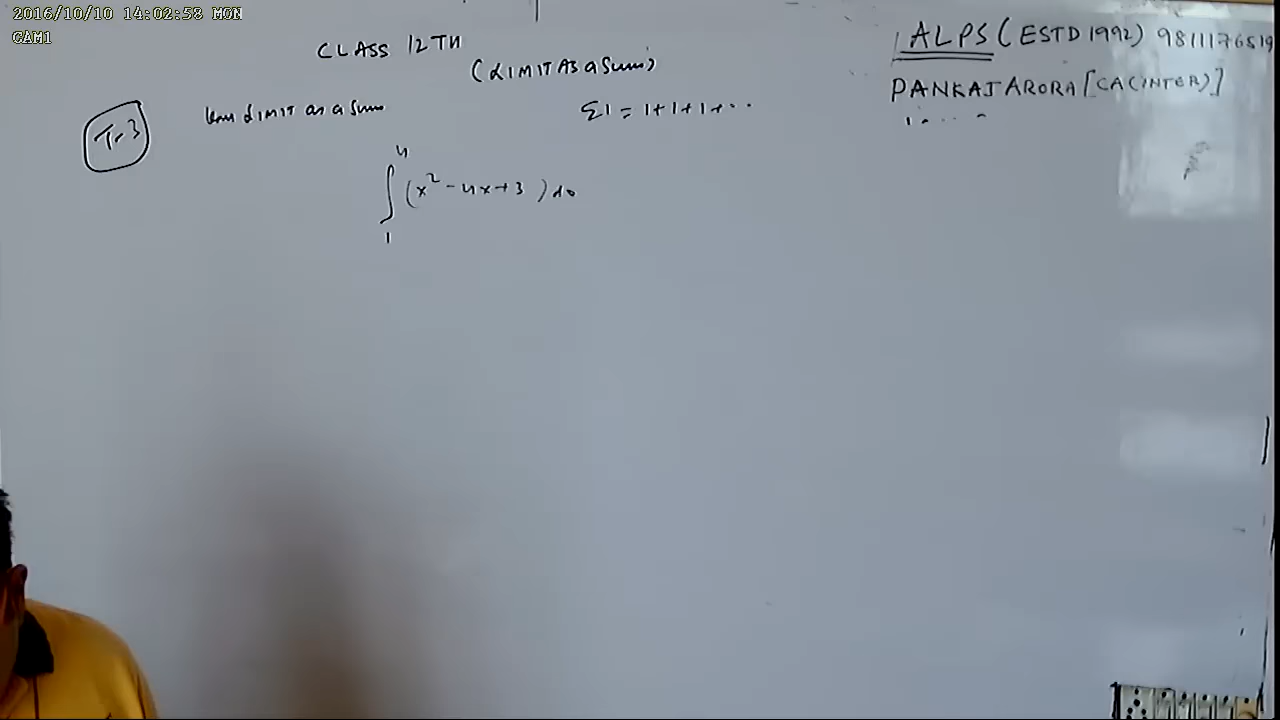 2016/10/10 14:02:58 MON
CAM1
CLASS 12TH
(LIMIT AS a Sum)
ALPS (ESTD 1992) 9811176519
PANKAJ ARORA [CA (INTER)]
T-3
LIMIT as a Sum
Σ1 = 1+1+1+...
4
∫(x² - 4x + 3) dx
1